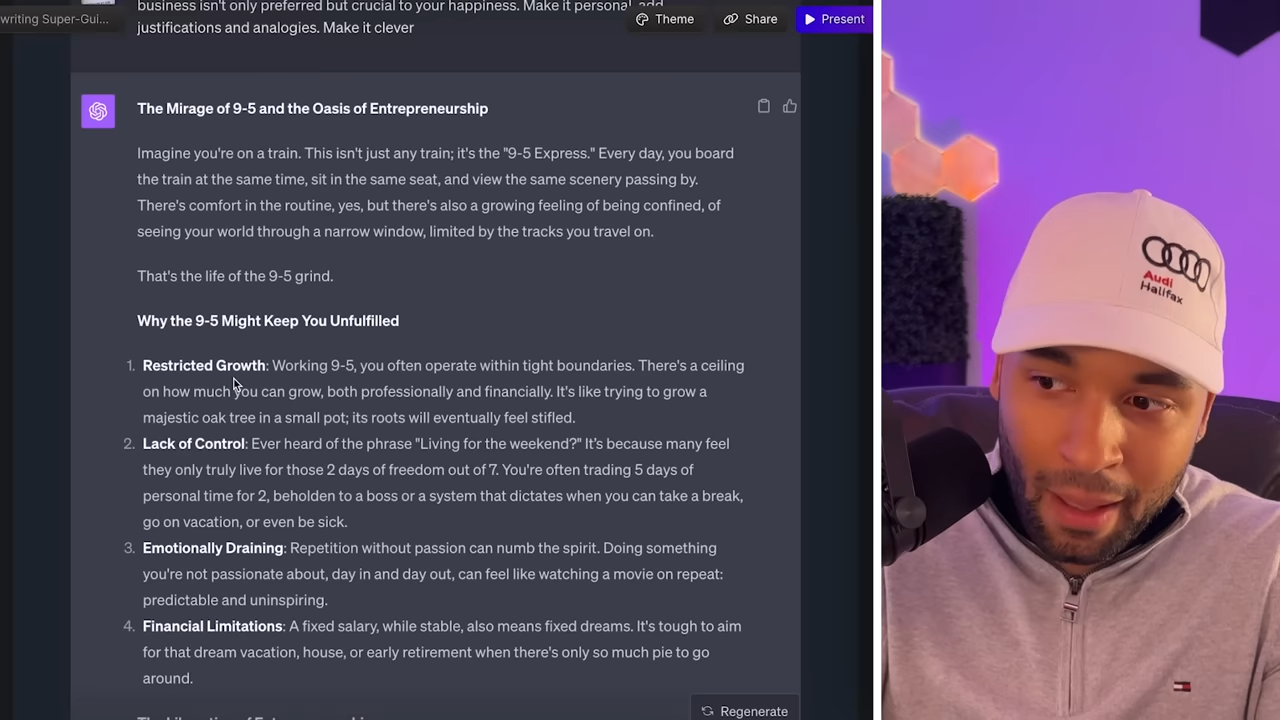 business isn't only preferred but crucial to your happiness. Make it personal, add
writing Super-Gui...
Theme
Share
Present
justifications and analogies. Make it clever
The Mirage of 9-5 and the Oasis of Entrepreneurship
Imagine you're on a train. This isn't just any train; it's the "9-5 Express." Every day, you board
the train at the same time, sit in the same seat, and view the same scenery passing by.
There's comfort in the routine, yes, but there's also a growing feeling of being confined, of
seeing your world through a narrow window, limited by the tracks you travel on.
That's the life of the 9-5 grind.
Why the 9-5 Might Keep You Unfulfilled
1. Restricted Growth: Working 9-5, you often operate within tight boundaries. There's a ceiling
on how much you can grow, both professionally and financially. It's like trying to grow a
majestic oak tree in a small pot; its roots will eventually feel stifled.
2. Lack of Control: Ever heard of the phrase "Living for the weekend?" It's because many feel
they only truly live for those 2 days of freedom out of 7. You're often trading 5 days of
personal time for 2, beholden to a boss or a system that dictates when you can take a break,
go on vacation, or even be sick.
3. Emotionally Draining: Repetition without passion can numb the spirit. Doing something
you're not passionate about, day in and day out, can feel like watching a movie on repeat:
predictable and uninspiring.
4. Financial Limitations: A fixed salary, while stable, also means fixed dreams. It's tough to aim
for that dream vacation, house, or early retirement when there's only so much pie to go
around.
Regenerate
Audi
Halifax